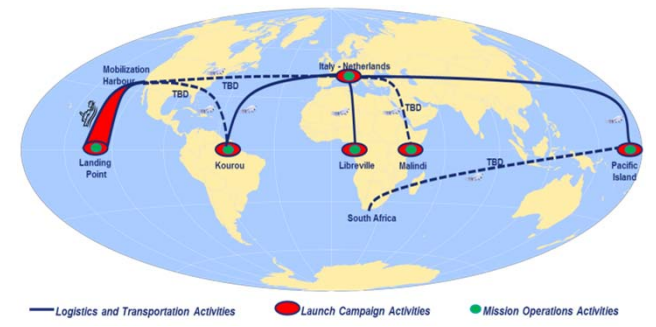 Mobilization
Harbour
TBD
TBD
Italy - Netherlands
TBD
Landing
Point
Kourou
Libreville
Malindi
TBD
Pacific
Island
South Africa
Logistics and Transportation Activities
Launch Campaign Activities
Mission Operations Activities